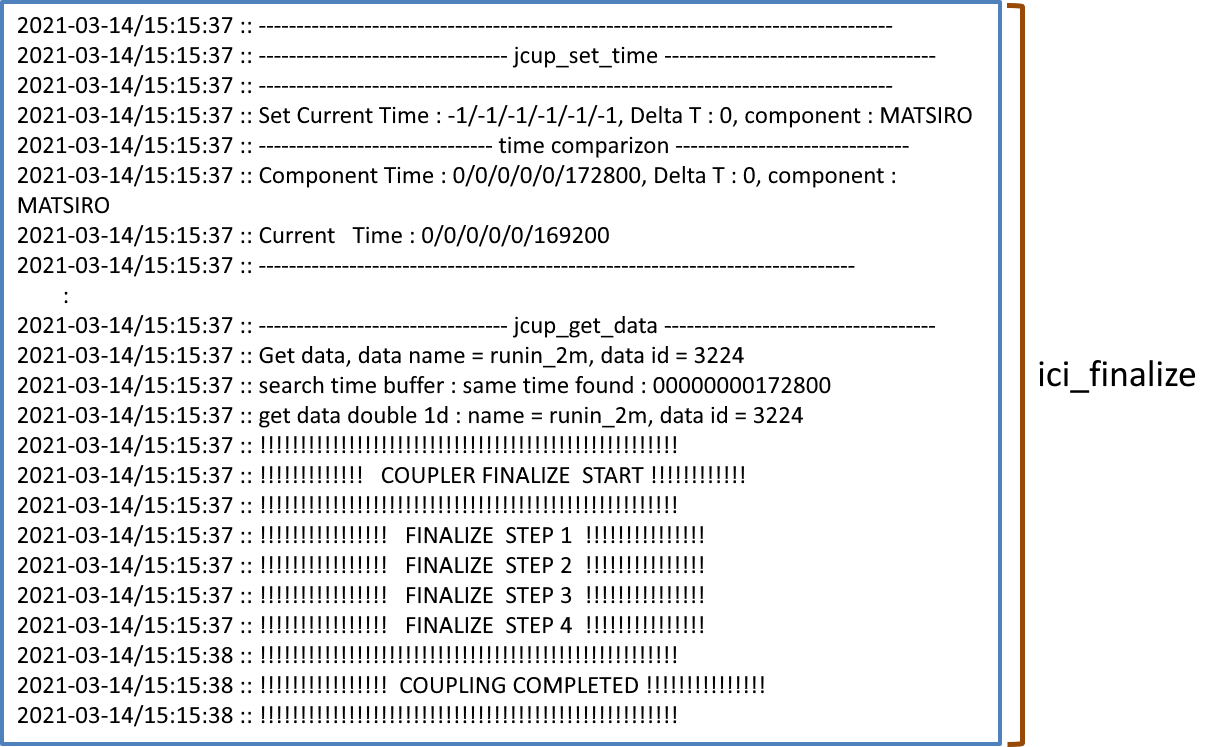 2021-03-14/15:15:37 :: ------------------------------------------------------------------------------------
2021-03-14/15:15:37 :: --------------------------------- jcup_set_time ------------------------------------
2021-03-14/15:15:37 :: ------------------------------------------------------------------------------------
2021-03-14/15:15:37 :: Set Current Time : -1/-1/-1/-1/-1/-1, Delta T : 0, component : MATSIRO
2021-03-14/15:15:37 :: ------------------------------- time comparizon -------------------------------
2021-03-14/15:15:37 :: Component Time : 0/0/0/0/0/172800, Delta T : 0, component :
MATSIRO
2021-03-14/15:15:37 :: Current   Time : 0/0/0/0/0/169200
2021-03-14/15:15:37 :: -------------------------------------------------------------------------------
:
2021-03-14/15:15:37 :: --------------------------------- jcup_get_data ------------------------------------
2021-03-14/15:15:37 :: Get data, data name = runin_2m, data id = 3224
2021-03-14/15:15:37 :: search time buffer : same time found : 00000000172800
2021-03-14/15:15:37 :: get data double 1d : name = runin_2m, data id = 3224
2021-03-14/15:15:37 :: !!!!!!!!!!!!!!!!!!!!!!!!!!!!!!!!!!!!!!!!!!!!!!!!!!!!
2021-03-14/15:15:37 :: !!!!!!!!!!!!!   COUPLER FINALIZE  START !!!!!!!!!!!!
2021-03-14/15:15:37 :: !!!!!!!!!!!!!!!!!!!!!!!!!!!!!!!!!!!!!!!!!!!!!!!!!!!!
2021-03-14/15:15:37 :: !!!!!!!!!!!!!!!!   FINALIZE  STEP 1  !!!!!!!!!!!!!!!
2021-03-14/15:15:37 :: !!!!!!!!!!!!!!!!   FINALIZE  STEP 2  !!!!!!!!!!!!!!!
2021-03-14/15:15:37 :: !!!!!!!!!!!!!!!!   FINALIZE  STEP 3  !!!!!!!!!!!!!!!
2021-03-14/15:15:37 :: !!!!!!!!!!!!!!!!   FINALIZE  STEP 4  !!!!!!!!!!!!!!!
2021-03-14/15:15:38 :: !!!!!!!!!!!!!!!!!!!!!!!!!!!!!!!!!!!!!!!!!!!!!!!!!!!!
2021-03-14/15:15:38 :: !!!!!!!!!!!!!!!!  COUPLING COMPLETED !!!!!!!!!!!!!!!
2021-03-14/15:15:38 :: !!!!!!!!!!!!!!!!!!!!!!!!!!!!!!!!!!!!!!!!!!!!!!!!!!!!
ici_finalize